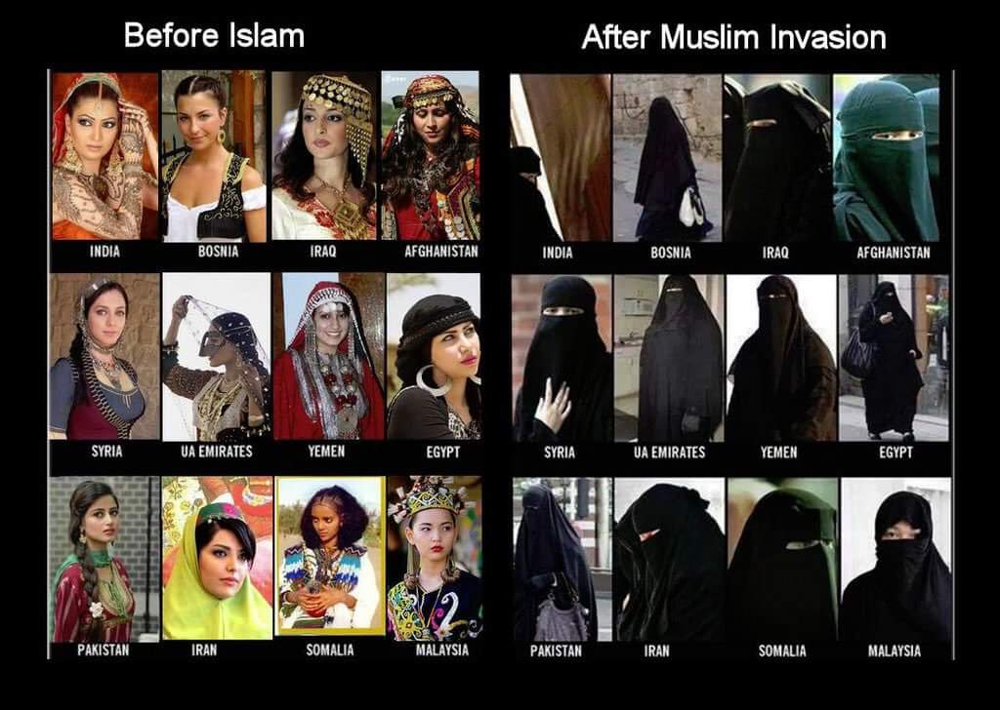 Before Islam
After Muslim Invasion
INDIA BOSNIA IRAQ AFGHANISTAN
INDIA BOSNIA IRAQ AFGHANISTAN
SYRIA UA EMIRATES YEMEN EGYPT
SYRIA UA EMIRATES YEMEN EGYPT
PAKISTAN IRAN SOMALIA MALAYSIA
PAKISTAN IRAN SOMALIA MALAYSIA